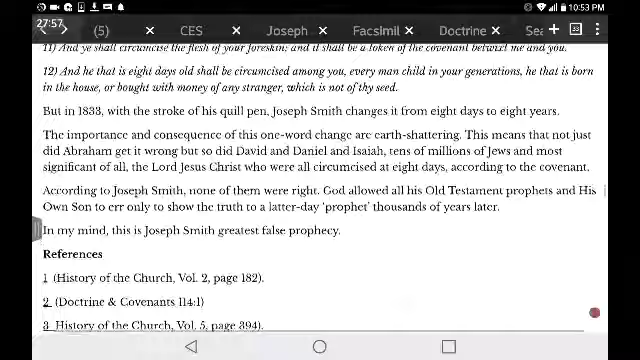 27:57
10:53 PM
(5) CES Joseph Facsimil Doctrine Sea 23
11) And ye shall circumcise the flesh of your foreskin; and it shall be a token of the covenant betwixt me and you.
12) And he that is eight days old shall be circumcised among you, every man child in your generations, he that is born
in the house, or bought with money of any stranger, which is not of thy seed.
But in 1833, with the stroke of his quill pen, Joseph Smith changes it from eight days to eight years.
The importance and consequence of this one-word change are earth-shattering. This means that not just
did Abraham get it wrong but so did David and Daniel and Isaiah, tens of millions of Jews and most
significant of all, the Lord Jesus Christ who were all circumcised at eight days, according to the covenant.
According to Joseph Smith, none of them were right. God allowed all his Old Testament prophets and His
Own Son to err only to show the truth to a latter-day 'prophet' thousands of years later.
In my mind, this is Joseph Smith greatest false prophecy.
References
1 (History of the Church, Vol. 2, page 182).
2 (Doctrine & Covenants 114:1)
3 History of the Church, Vol. 5, page 394).